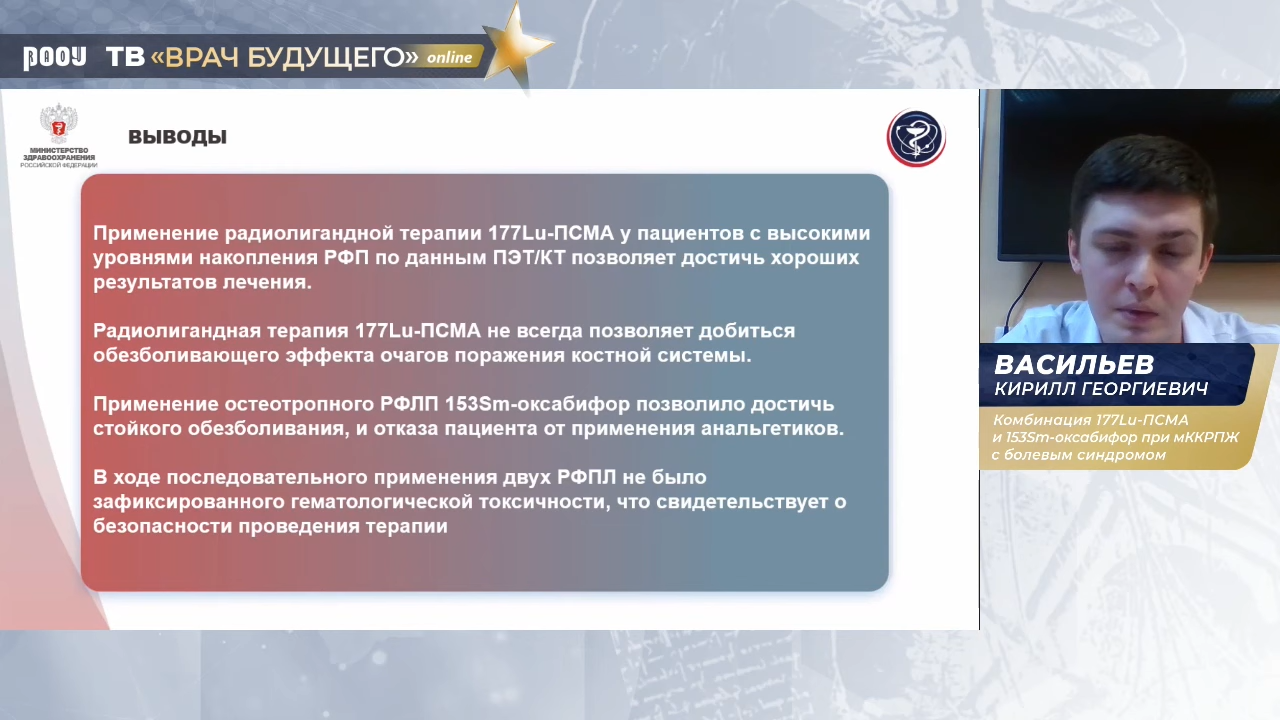 РООУ ТВ «ВРАЧ БУДУЩЕГО» online
МИНИСТЕРСТВО
ЗДРАВООХРАНЕНИЯ
РОССИЙСКОЙ ФЕДЕРАЦИИ
ВЫВОДЫ
Применение радиолигандной терапии 177Lu-ПСМА у пациентов с высокими
уровнями накопления РФП по данным ПЭТ/КТ позволяет достичь хороших
результатов лечения.
Радиолигандная терапия 177Lu-ПСМА не всегда позволяет добиться
обезболивающего эффекта очагов поражения костной системы.
Применение остеотропного РФЛП 153Sm-оксабифор позволило достичь
стойкого обезболивания, и отказа пациента от применения анальгетиков.
В ходе последовательного применения двух РФПЛ не было
зафиксированного гематологической токсичности, что свидетельствует о
безопасности проведения терапии
ВАСИЛЬЕВ
КИРИЛЛ ГЕОРГИЕВИЧ
Комбинация 177Lu-ПСМА
и 153Sm-оксабифор при мККРПЖ
с болевым синдромом